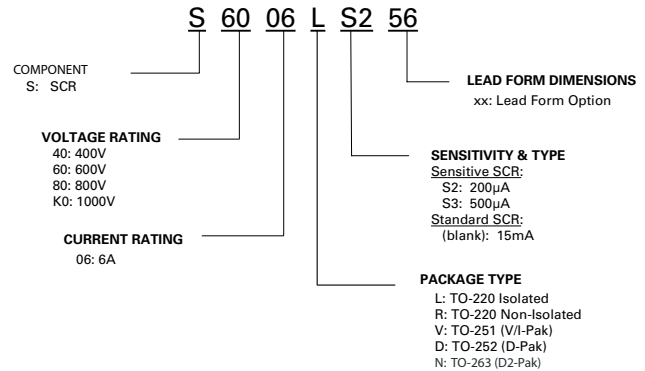 S 60 06 L S2 56
COMPONENT
S: SCR
VOLTAGE RATING
40: 400V
60: 600V
80: 800V
K0: 1000V
CURRENT RATING
06: 6A
LEAD FORM DIMENSIONS
xx: Lead Form Option
SENSITIVITY & TYPE
Sensitive SCR:
S2: 200µA
S3: 500µA
Standard SCR:
(blank): 15mA
PACKAGE TYPE
L: TO-220 Isolated
R: TO-220 Non-Isolated
V: TO-251 (V/I-Pak)
D: TO-252 (D-Pak)
N: TO-263 (D2-Pak)